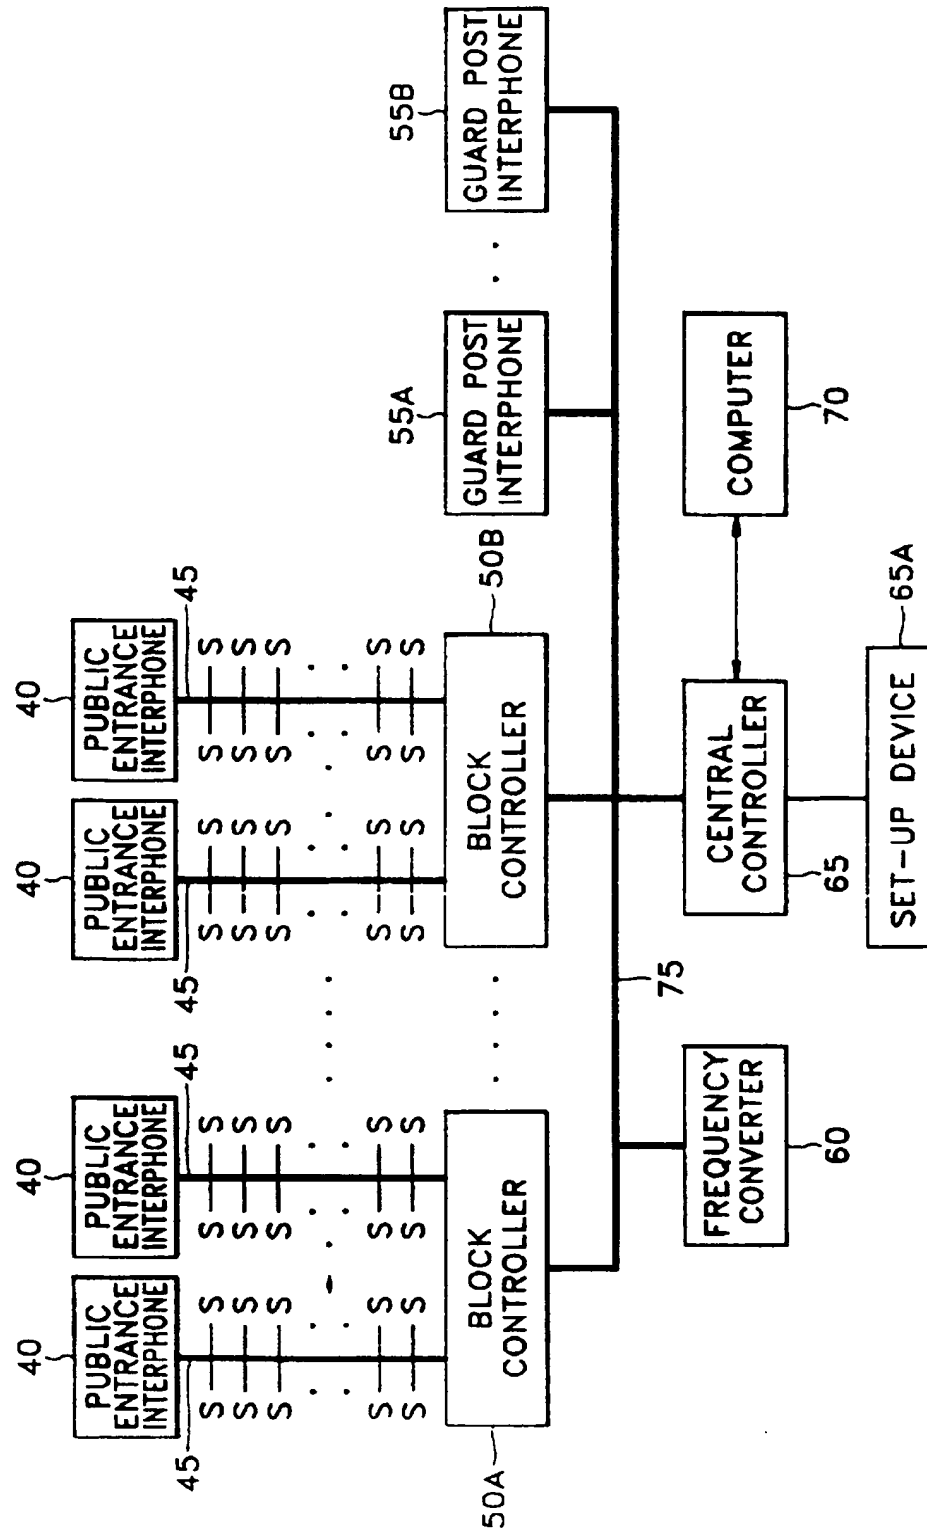 40 40 40 40
PUBLIC
ENTRANCE
INTERPHONE
PUBLIC
ENTRANCE
INTERPHONE
PUBLIC
ENTRANCE
INTERPHONE
PUBLIC
ENTRANCE
INTERPHONE
45 45 45 45
S S S S S S S S
S S S S S S S S
S S S S S S S S
S S S S S S S S
S S S S S S S S
55A 55B
50A
BLOCK
CONTROLLER
BLOCK
CONTROLLER
50B
GUARD POST
INTERPHONE
GUARD POST
INTERPHONE
75
FREQUENCY
CONVERTER
60
CENTRAL
CONTROLLER
65
COMPUTER
70
SET-UP DEVICE
65A